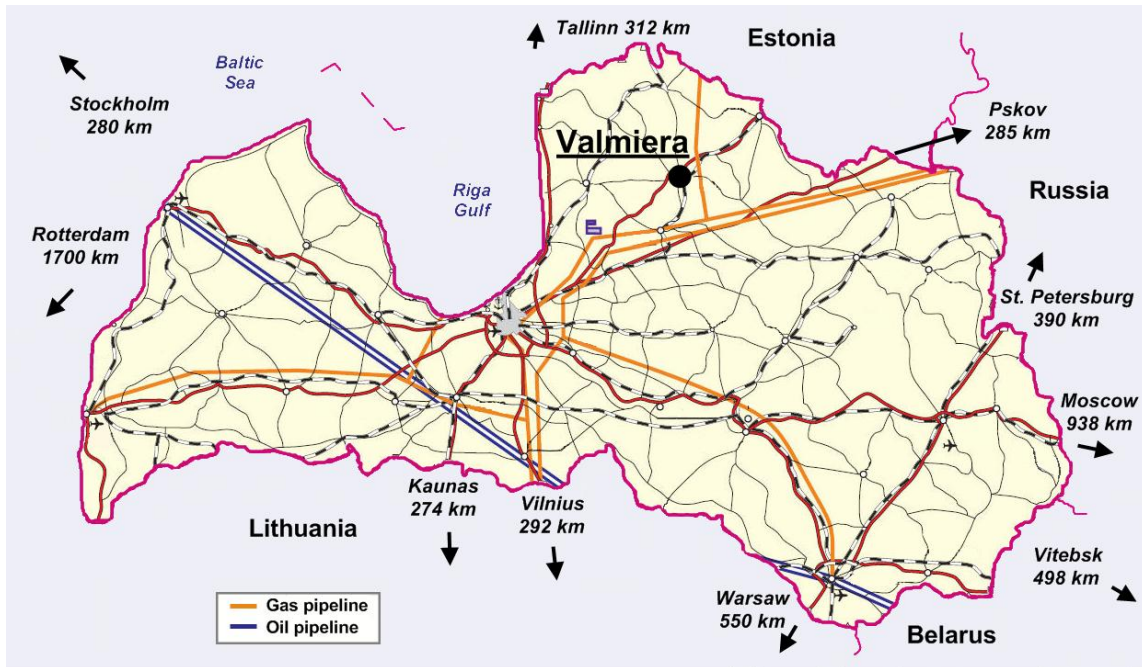 Tallinn 312 km
Estonia
Baltic
Sea
Stockholm
280 km
Pskov
285 km
Valmiera
Riga
Gulf
Russia
Rotterdam
1700 km
St. Petersburg
390 km
Moscow
938 km
Kaunas
274 km
Vilnius
292 km
Lithuania
Vitebsk
498 km
Warsaw
550 km
Belarus
Gas pipeline
Oil pipeline